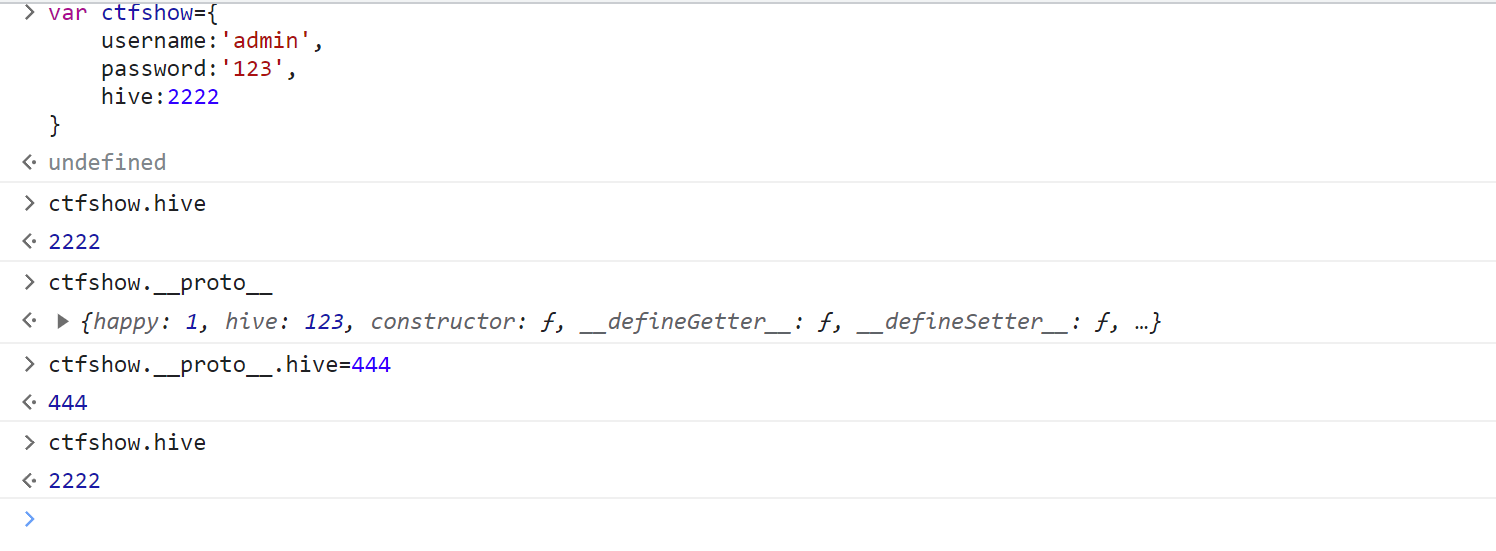 > var ctfshow={
    username:'admin',
    password:'123',
    hive:2222
}
undefined
> ctfshow.hive
2222
> ctfshow.__proto__
{happy: 1, hive: 123, constructor: ƒ, __defineGetter__: ƒ, __defineSetter__: ƒ, …}
> ctfshow.__proto__.hive=444
444
> ctfshow.hive
2222
>